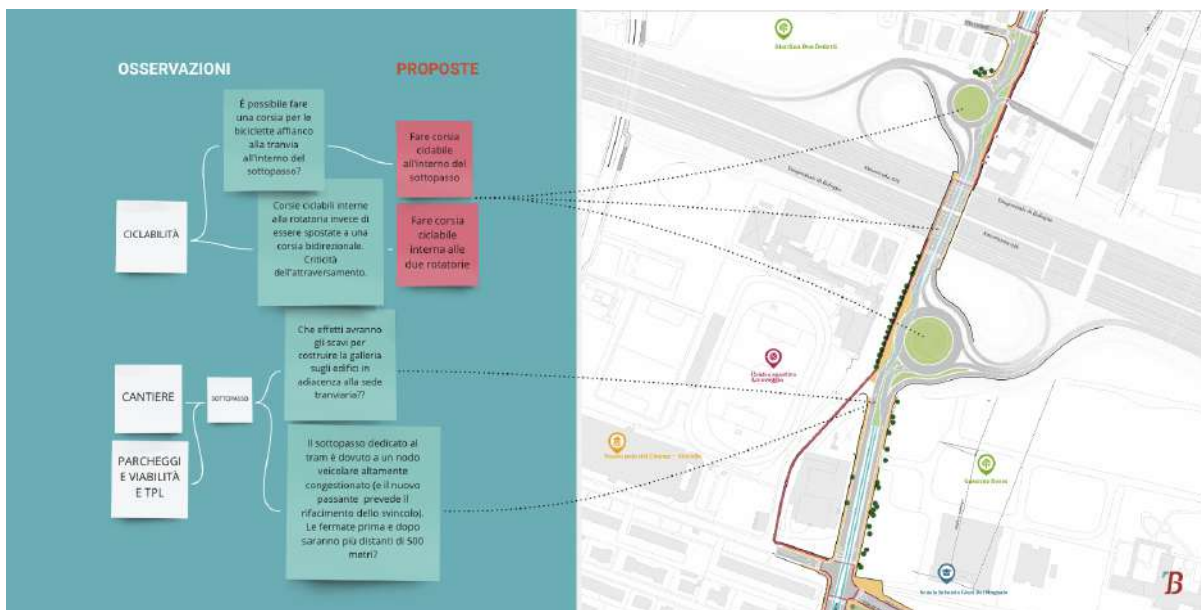 OSSERVAZIONI
PROPOSTE
È possibile fare
una corsia per le
biciclette affianco
alla tranvia
all'interno del
sottopasso?
Fare corsia
ciclabile
all'interno del
sottopasso
CICLABILITÀ
Corsie ciclabili interne
alla rotatoria invece di
essere spostate a una
corsia bidirezionale.
Criticità
dell'attraversamento.
Fare corsia
ciclabile
interna alle
due rotatorie
Che effetti avranno
gli scavi per
costruire la galleria
sugli edifici in
adiacenza alla sede
tranviaria??
CANTIERE
SOTTOPASSO
PARCHEGGI
E VIABILITÀ
E TPL
Il sottopasso dedicato al
tram è dovuto a un nodo
veicolare altamente
congestionato (e il nuovo
passante prevede il
rifacimento dello svincolo).
Le fermate prima e dopo
saranno più distanti di 500
metri?
Tangenziale di Bologna
Tangenziale di Bologna
B